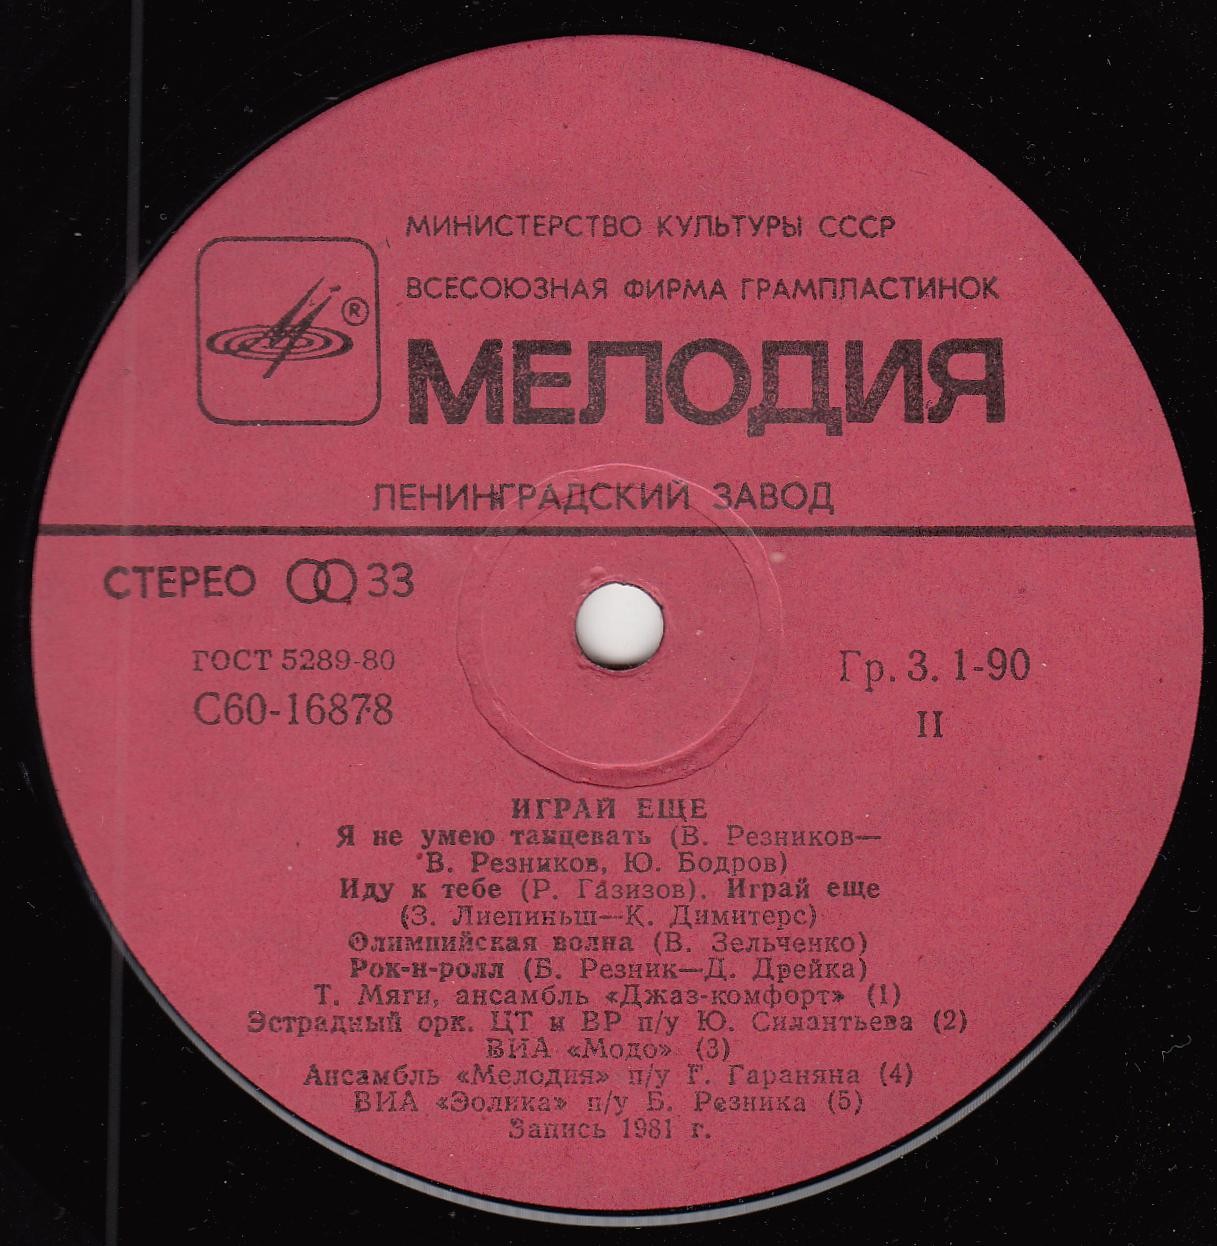 МИНИСТЕРСТВО КУЛЬТУРЫ СССР
ВСЕСОЮЗНАЯ ФИРМА ГРАМПЛАСТИНОК
®
МЕЛОДИЯ
ЛЕНИНГРАДСКИЙ ЗАВОД
СТЕРЕО 33
ГОСТ 5289-80
С60-16878
Гр. 3. 1-90
II
ИГРАЙ ЕЩЕ
Я не умею танцевать (В. Резников—
В. Резников, Ю. Бодров)
Иду к тебе (Р. Газизов). Играй еще
(З. Лиепиньш—К. Димитерс)
Олимпийская волна (В. Зельченко)
Рок-н-ролл (Б. Резник—Д. Дрейка)
Т. Мяги, ансамбль «Джаз-комфорт» (1)
Эстрадный орк. ЦТ и ВР п/у Ю. Силантьева (2)
ВИА «Модо» (3)
Ансамбль «Мелодия» п/у Г. Гараняна (4)
ВИА «Эолика» п/у Б. Резника (5)
Запись 1981 г.